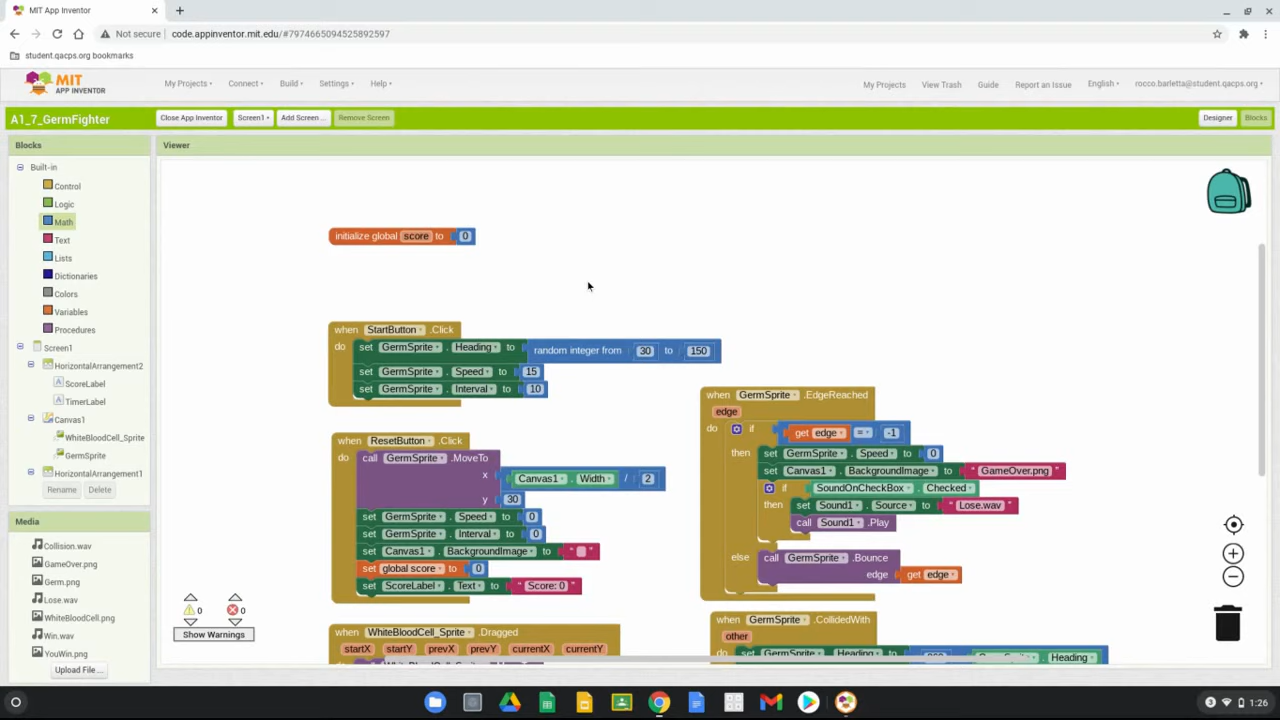 MIT App Inventor
Not secure code.appinventor.mit.edu/#7974665094525892597
student.qacps.org bookmarks
MIT
APP INVENTOR
My Projects Connect Build Settings Help
My Projects View Trash Guide Report an Issue English rocco.barletta@student.qacps.org
A1_7_GermFighter
Close App Inventor Screen1 Add Screen ... Remove Screen
Designer Blocks
Blocks
Built-in
Control
Logic
Math
Text
Lists
Dictionaries
Colors
Variables
Procedures
Screen1
HorizontalArrangement2
ScoreLabel
TimerLabel
Canvas1
WhiteBloodCell_Sprite
GermSprite
HorizontalArrangement1
Rename Delete
Media
Collision.wav
GameOver.png
Germ.png
Lose.wav
WhiteBloodCell.png
Win.wav
YouWin.png
Upload File ...
Viewer
initialize global score to 0
when StartButton .Click
do set GermSprite . Heading to random integer from 30 to 150
set GermSprite . Speed to 15
set GermSprite . Interval to 10
when ResetButton .Click
do call GermSprite .MoveTo
x Canvas1 . Width / 2
y 30
set GermSprite . Speed to 0
set GermSprite . Interval to 0
set Canvas1 . BackgroundImage to " "
set global score to 0
set ScoreLabel . Text to " Score: 0 "
when WhiteBloodCell_Sprite .Dragged
startX startY prevX prevY currentX currentY
when GermSprite .EdgeReached
edge
do if get edge = -1
then set GermSprite . Speed to 0
set Canvas1 . BackgroundImage to " GameOver.png "
if SoundOnCheckBox . Checked
then set Sound1 . Source to " Lose.wav "
call Sound1 .Play
else call GermSprite .Bounce
edge get edge
when GermSprite .CollidedWith
other
do set GermSprite . Heading to GermSprite . Heading
0 0
Show Warnings
3 1:26